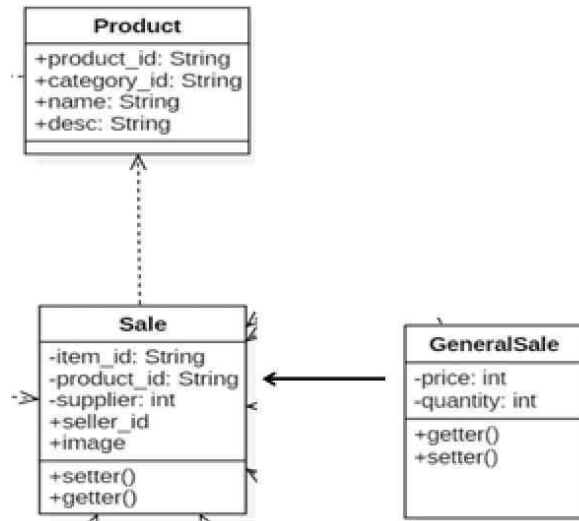 Product
+product_id: String
+category_id: String
+name: String
+desc: String
Sale
-item_id: String
-product_id: String
-supplier: int
+seller_id
+image
+setter()
+getter()
GeneralSale
-price: int
-quantity: int
+getter()
+setter()